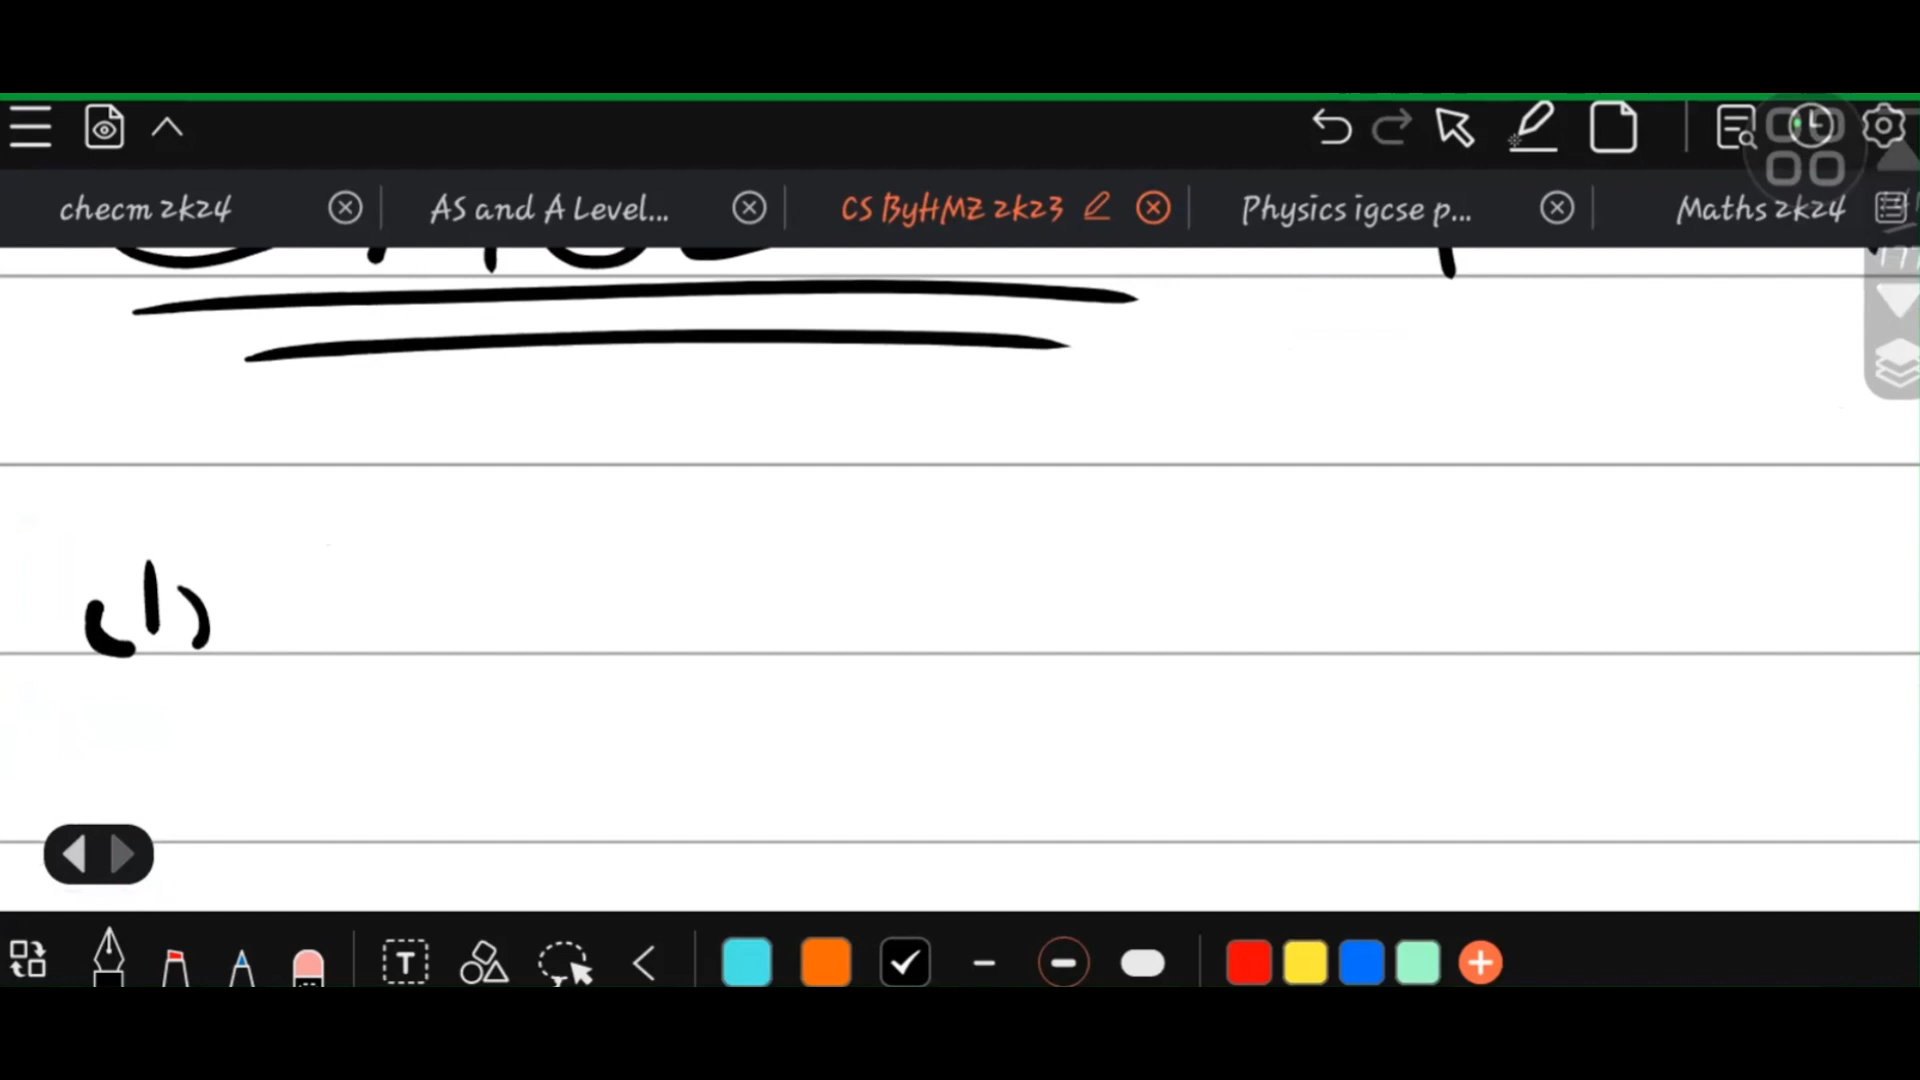 checm 2k24 AS and A Level... CS ByHMZ 2k23 Physics igcse p... Maths 2k24
(1)
T